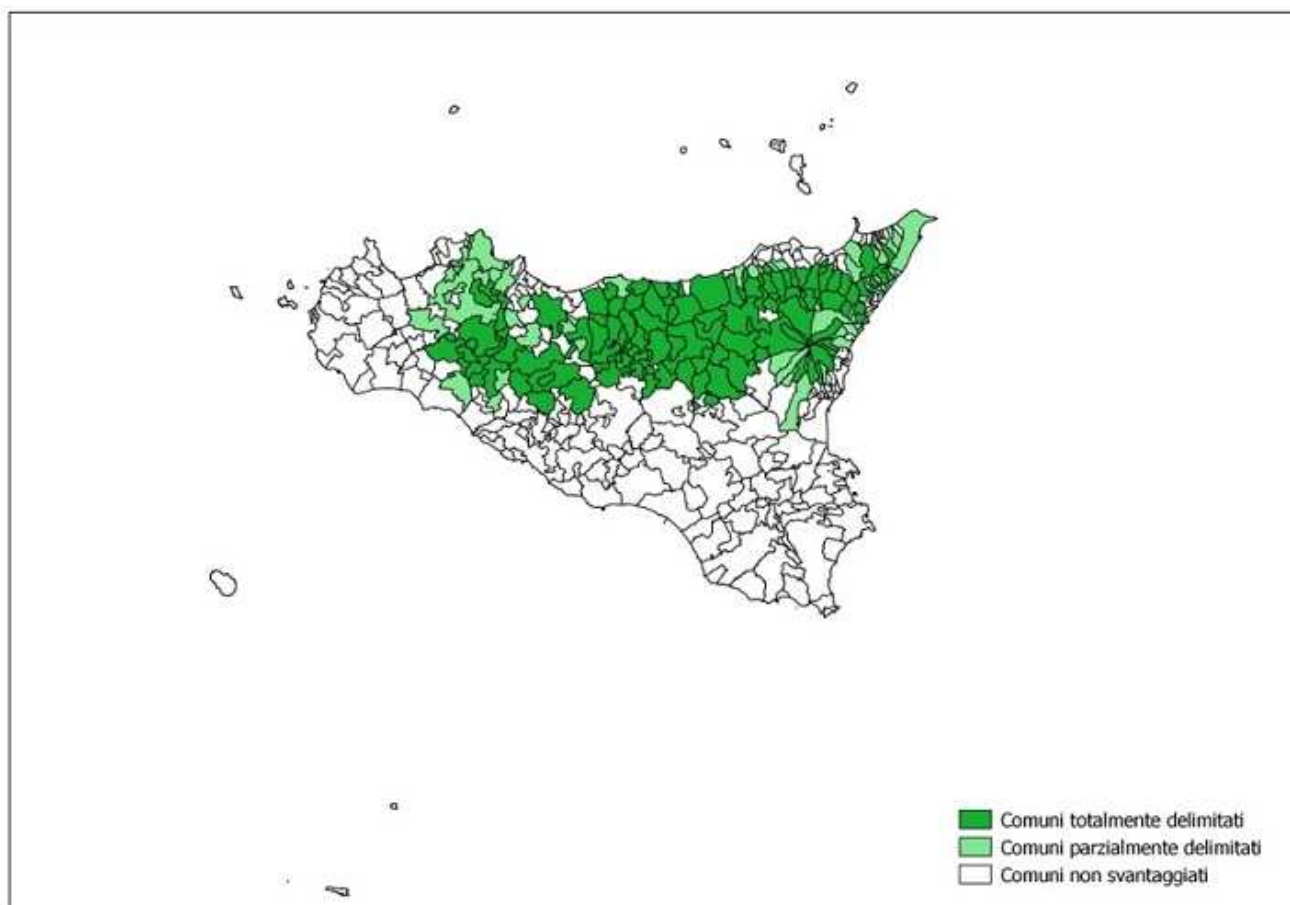 Comuni totalmente delimitati
Comuni parzialmente delimitati
Comuni non svantaggiati